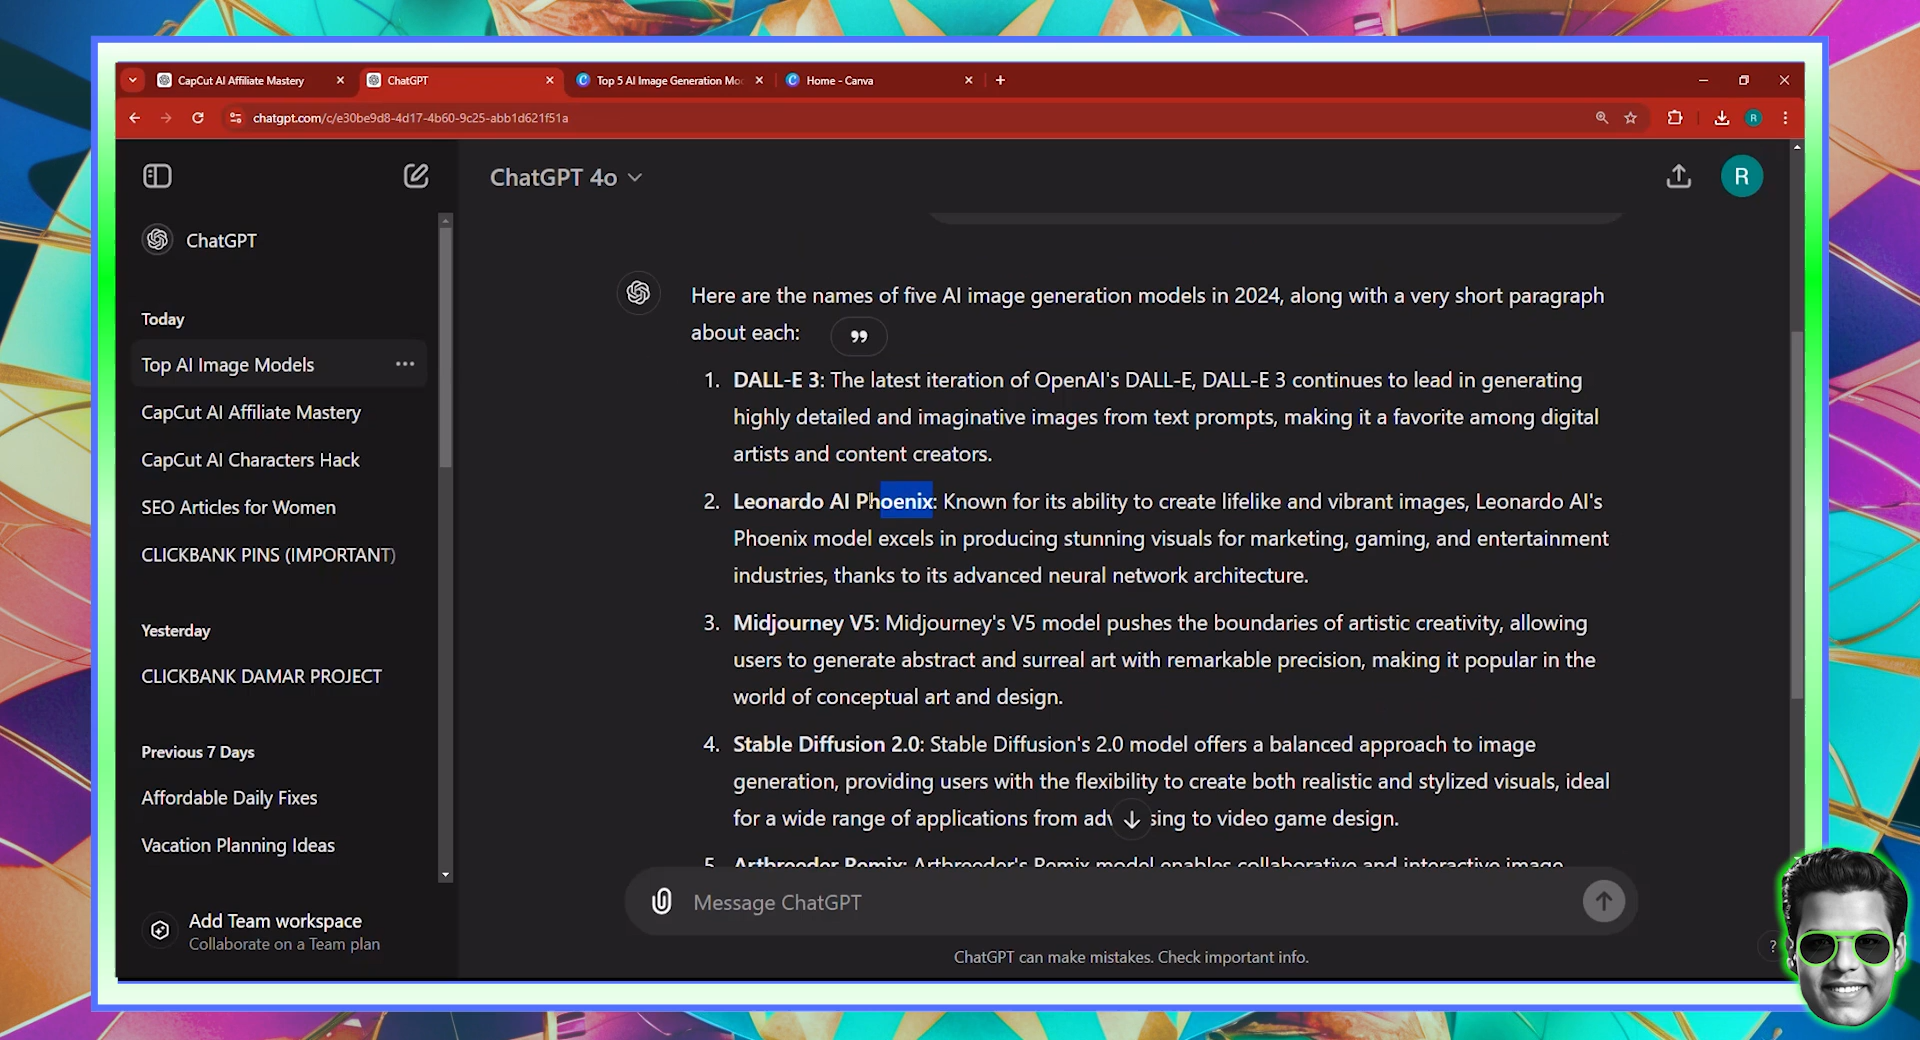 CapCut AI Affiliate Mastery
ChatGPT
Top 5 AI Image Generation Mo
Home - Canva
chatgpt.com/c/e30be9d8-4d17-4b60-9c25-abb1d621f51a
R
ChatGPT 4o
R
ChatGPT
Today
Top AI Image Models
CapCut AI Affiliate Mastery
CapCut AI Characters Hack
SEO Articles for Women
CLICKBANK PINS (IMPORTANT)
Yesterday
CLICKBANK DAMAR PROJECT
Previous 7 Days
Affordable Daily Fixes
Vacation Planning Ideas
Add Team workspace
Collaborate on a Team plan
Here are the names of five AI image generation models in 2024, along with a very short paragraph
about each:
1. DALL-E 3: The latest iteration of OpenAI's DALL-E, DALL-E 3 continues to lead in generating
highly detailed and imaginative images from text prompts, making it a favorite among digital
artists and content creators.
2. Leonardo AI Phoenix: Known for its ability to create lifelike and vibrant images, Leonardo AI's
Phoenix model excels in producing stunning visuals for marketing, gaming, and entertainment
industries, thanks to its advanced neural network architecture.
3. Midjourney V5: Midjourney's V5 model pushes the boundaries of artistic creativity, allowing
users to generate abstract and surreal art with remarkable precision, making it popular in the
world of conceptual art and design.
4. Stable Diffusion 2.0: Stable Diffusion's 2.0 model offers a balanced approach to image
generation, providing users with the flexibility to create both realistic and stylized visuals, ideal
for a wide range of applications from adv sing to video game design.
5. Artbreeder Remix: Artbreeder's Remix model enables collaborative and interactive image
Message ChatGPT
ChatGPT can make mistakes. Check important info.
?